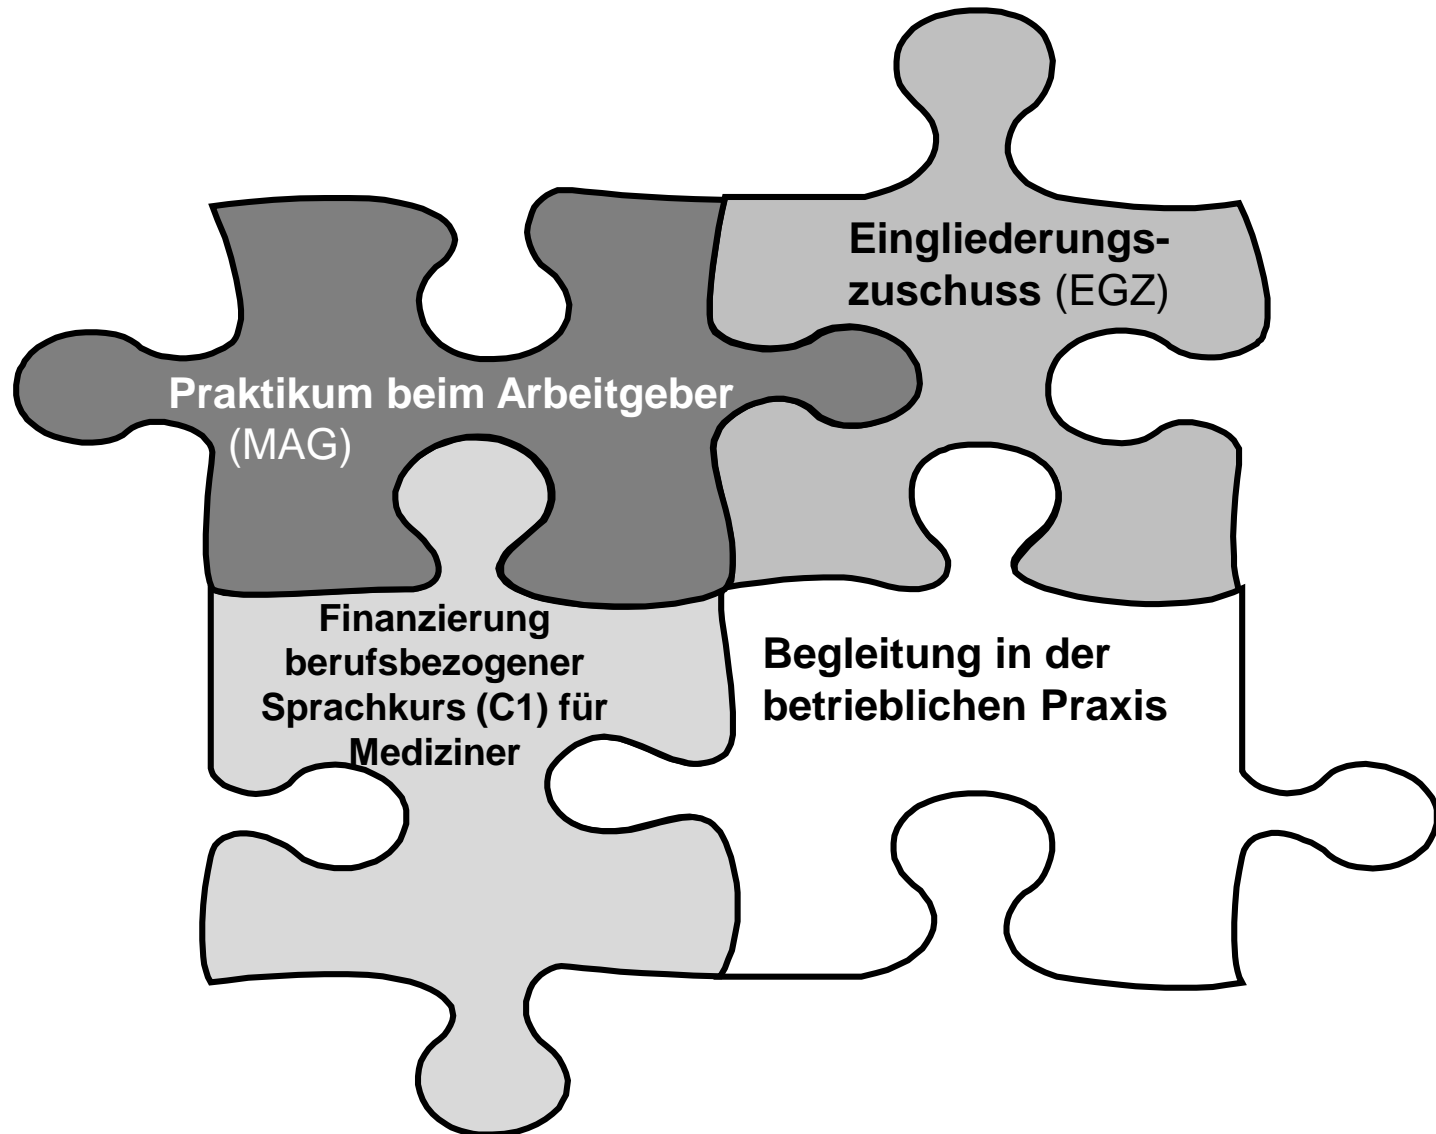 Eingliederungs-
zuschuss (EGZ)
Praktikum beim Arbeitgeber
(MAG)
Finanzierung
berufsbezogener
Sprachkurs (C1) für
Mediziner
Begleitung in der
betrieblichen Praxis